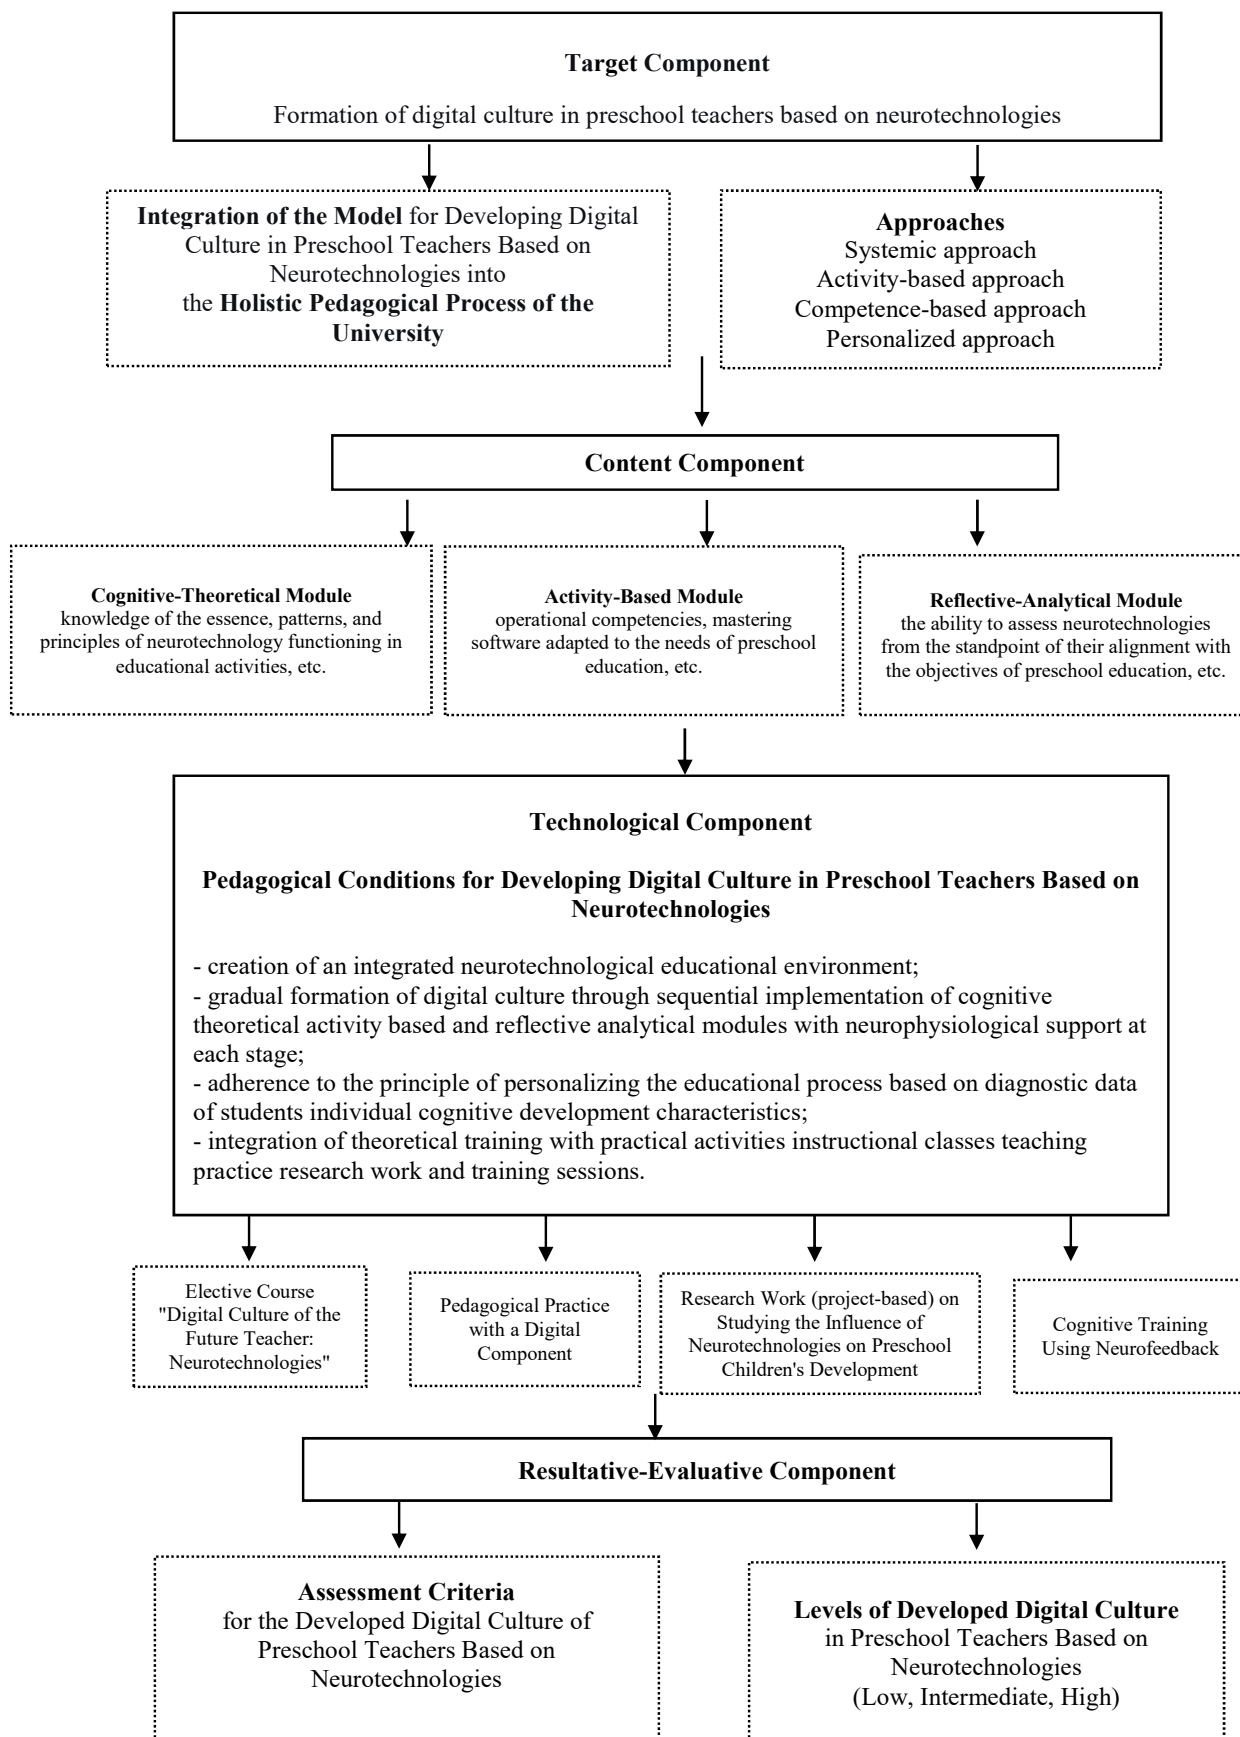 Target Component
Formation of digital culture in preschool teachers based on neurotechnologies
Integration of the Model for Developing Digital
Culture in Preschool Teachers Based on
Neurotechnologies into
the Holistic Pedagogical Process of the
University
Approaches
Systemic approach
Activity-based approach
Competence-based approach
Personalized approach
Content Component
Cognitive-Theoretical Module
knowledge of the essence, patterns, and
principles of neurotechnology functioning in
educational activities, etc.
Activity-Based Module
operational competencies, mastering
software adapted to the needs of preschool
education, etc.
Reflective-Analytical Module
the ability to assess neurotechnologies
from the standpoint of their alignment with
the objectives of preschool education, etc.
Technological Component
Pedagogical Conditions for Developing Digital Culture in Preschool Teachers Based on
Neurotechnologies
- creation of an integrated neurotechnological educational environment;
- gradual formation of digital culture through sequential implementation of cognitive
theoretical activity based and reflective analytical modules with neurophysiological support at
each stage;
- adherence to the principle of personalizing the educational process based on diagnostic data
of students individual cognitive development characteristics;
- integration of theoretical training with practical activities instructional classes teaching
practice research work and training sessions.
Elective Course
"Digital Culture of the
Future Teacher:
Neurotechnologies"
Pedagogical Practice
with a Digital
Component
Research Work (project-based) on
Studying the Influence of
Neurotechnologies on Preschool
Children's Development
Cognitive Training
Using Neurofeedback
Resultative-Evaluative Component
Assessment Criteria
for the Developed Digital Culture of
Preschool Teachers Based on
Neurotechnologies
Levels of Developed Digital Culture
in Preschool Teachers Based on
Neurotechnologies
(Low, Intermediate, High)